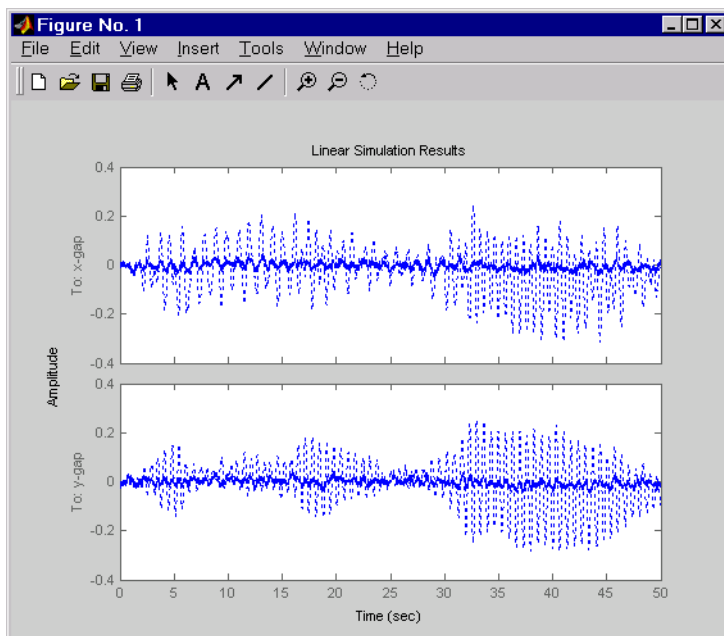 Figure No. 1
File Edit View Insert Tools Window Help
A
Linear Simulation Results
0.4
0.2
0
-0.2
-0.4
To: x-gap
Amplitude
0.4
0.2
0
-0.2
-0.4
To: y-gap
0 5 10 15 20 25 30 35 40 45 50
Time (sec)